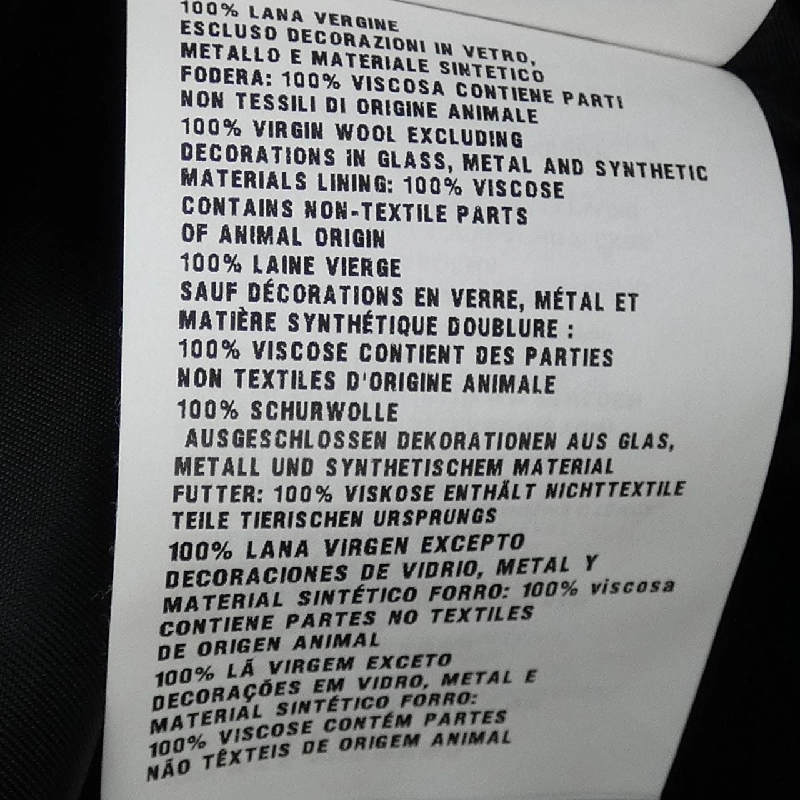 100% LANA VERGINE
ESCLUSO DECORAZIONI IN VETRO,
METALLO E MATERIALE SINTETICO
FODERA: 100% VISCOSA CONTIENE PARTI
NON TESSILI DI ORIGINE ANIMALE
100% VIRGIN WOOL EXCLUDING
DECORATIONS IN GLASS, METAL AND SYNTHETIC
MATERIALS LINING: 100% VISCOSE
CONTAINS NON-TEXTILE PARTS
OF ANIMAL ORIGIN
100% LAINE VIERGE
SAUF DÉCORATIONS EN VERRE, MÉTAL ET
MATIÈRE SYNTHÉTIQUE DOUBLURE :
100% VISCOSE CONTIENT DES PARTIES
NON TEXTILES D'ORIGINE ANIMALE
100% SCHURWOLLE
AUSGESCHLOSSEN DEKORATIONEN AUS GLAS,
METALL UND SYNTHETISCHEM MATERIAL
FUTTER: 100% VISKOSE ENTHÄLT NICHTTEXTILE
TEILE TIERISCHEN URSPRUNGS
100% LANA VIRGEN EXCEPTO
DECORACIONES DE VIDRIO, METAL Y
MATERIAL SINTÉTICO FORRO: 100% viscosa
CONTIENE PARTES NO TEXTILES
DE ORIGEN ANIMAL
100% LÃ VIRGEM EXCETO
DECORAÇÕES EM VIDRO, METAL E
MATERIAL SINTÉTICO FORRO:
100% VISCOSE CONTÉM PARTES
NÃO TÊXTEIS DE ORIGEM ANIMAL